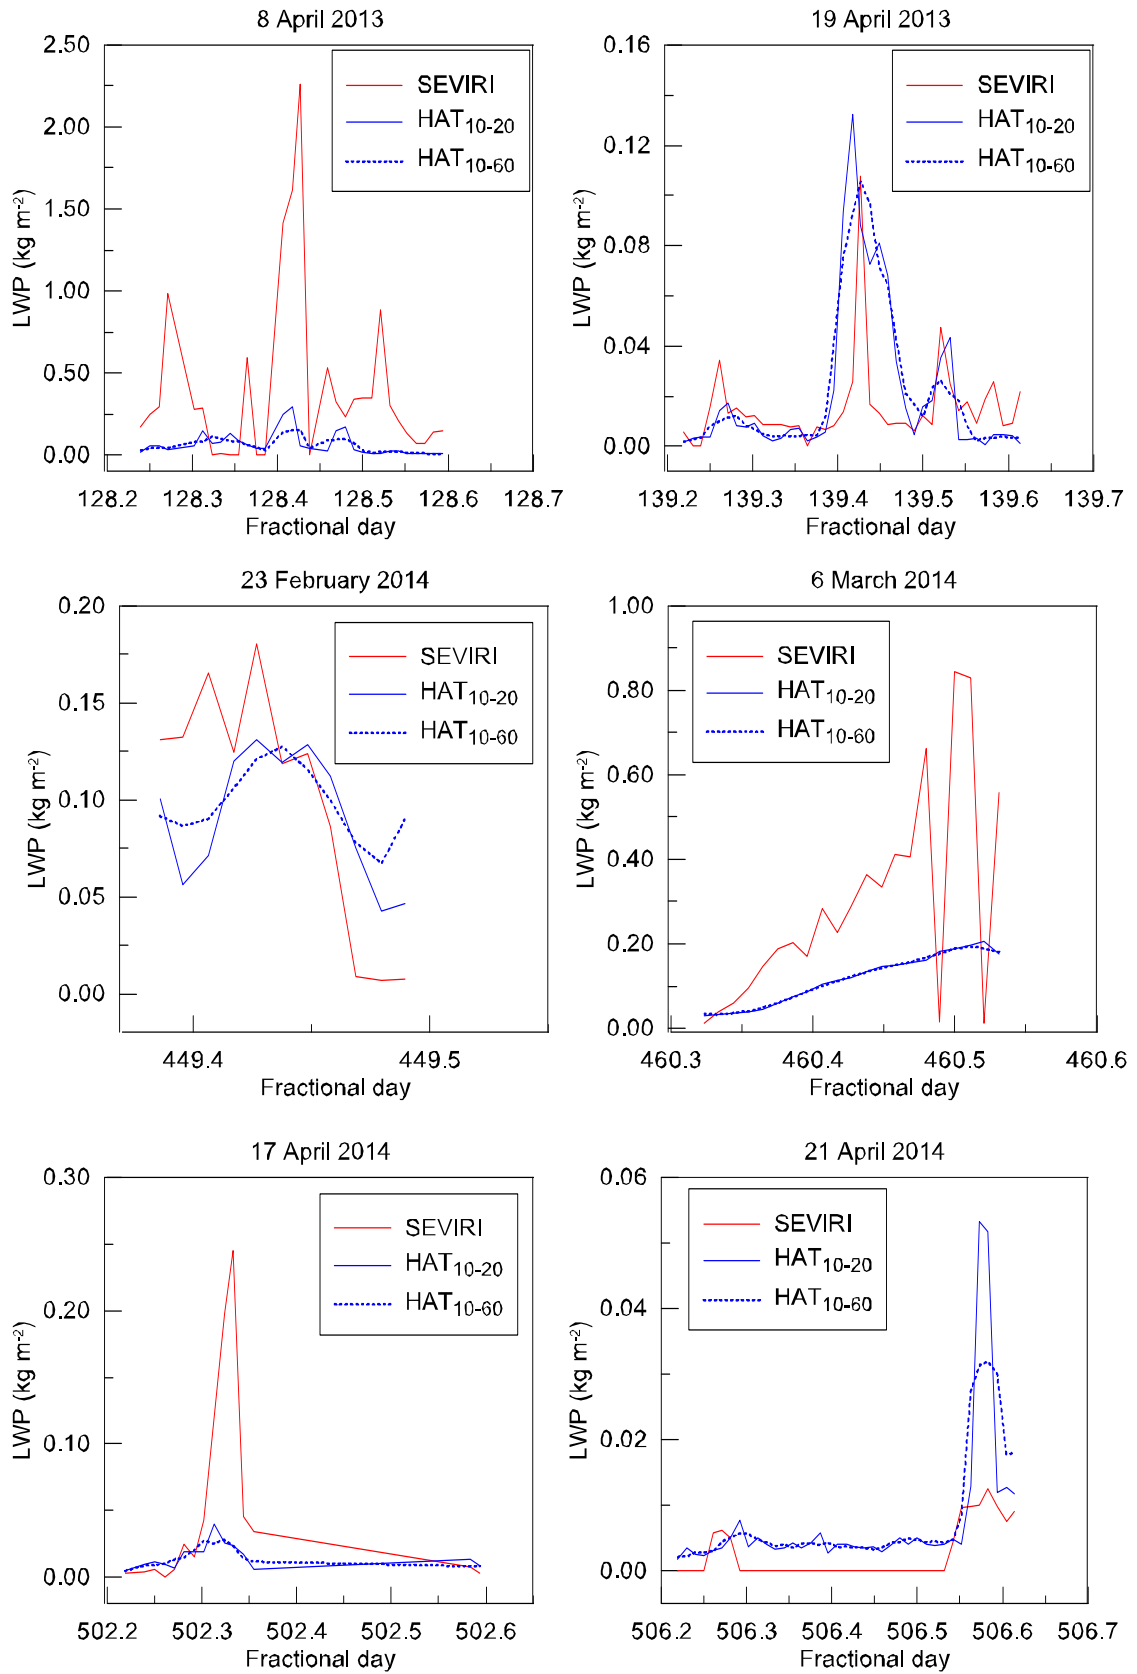 8 April 2013
2.50
2.00
1.50
1.00
0.50
0.00
LWP (kg m-2)
SEVIRI
HAT10-20
HAT10-60
128.2 128.3 128.4 128.5 128.6 128.7
Fractional day
19 April 2013
0.16
0.12
0.08
0.04
0.00
LWP (kg m-2)
SEVIRI
HAT10-20
HAT10-60
139.2 139.3 139.4 139.5 139.6 139.7
Fractional day
23 February 2014
0.20
0.15
0.10
0.05
0.00
LWP (kg m-2)
SEVIRI
HAT10-20
HAT10-60
449.4 449.5
Fractional day
6 March 2014
1.00
0.80
0.60
0.40
0.20
0.00
LWP (kg m-2)
SEVIRI
HAT10-20
HAT10-60
460.3 460.4 460.5 460.6
Fractional day
17 April 2014
0.30
0.20
0.10
0.00
LWP (kg m-2)
SEVIRI
HAT10-20
HAT10-60
502.2 502.3 502.4 502.5 502.6
Fractional day
21 April 2014
0.06
0.04
0.02
0.00
LWP (kg m-2)
SEVIRI
HAT10-20
HAT10-60
506.2 506.3 506.4 506.5 506.6 506.7
Fractional day